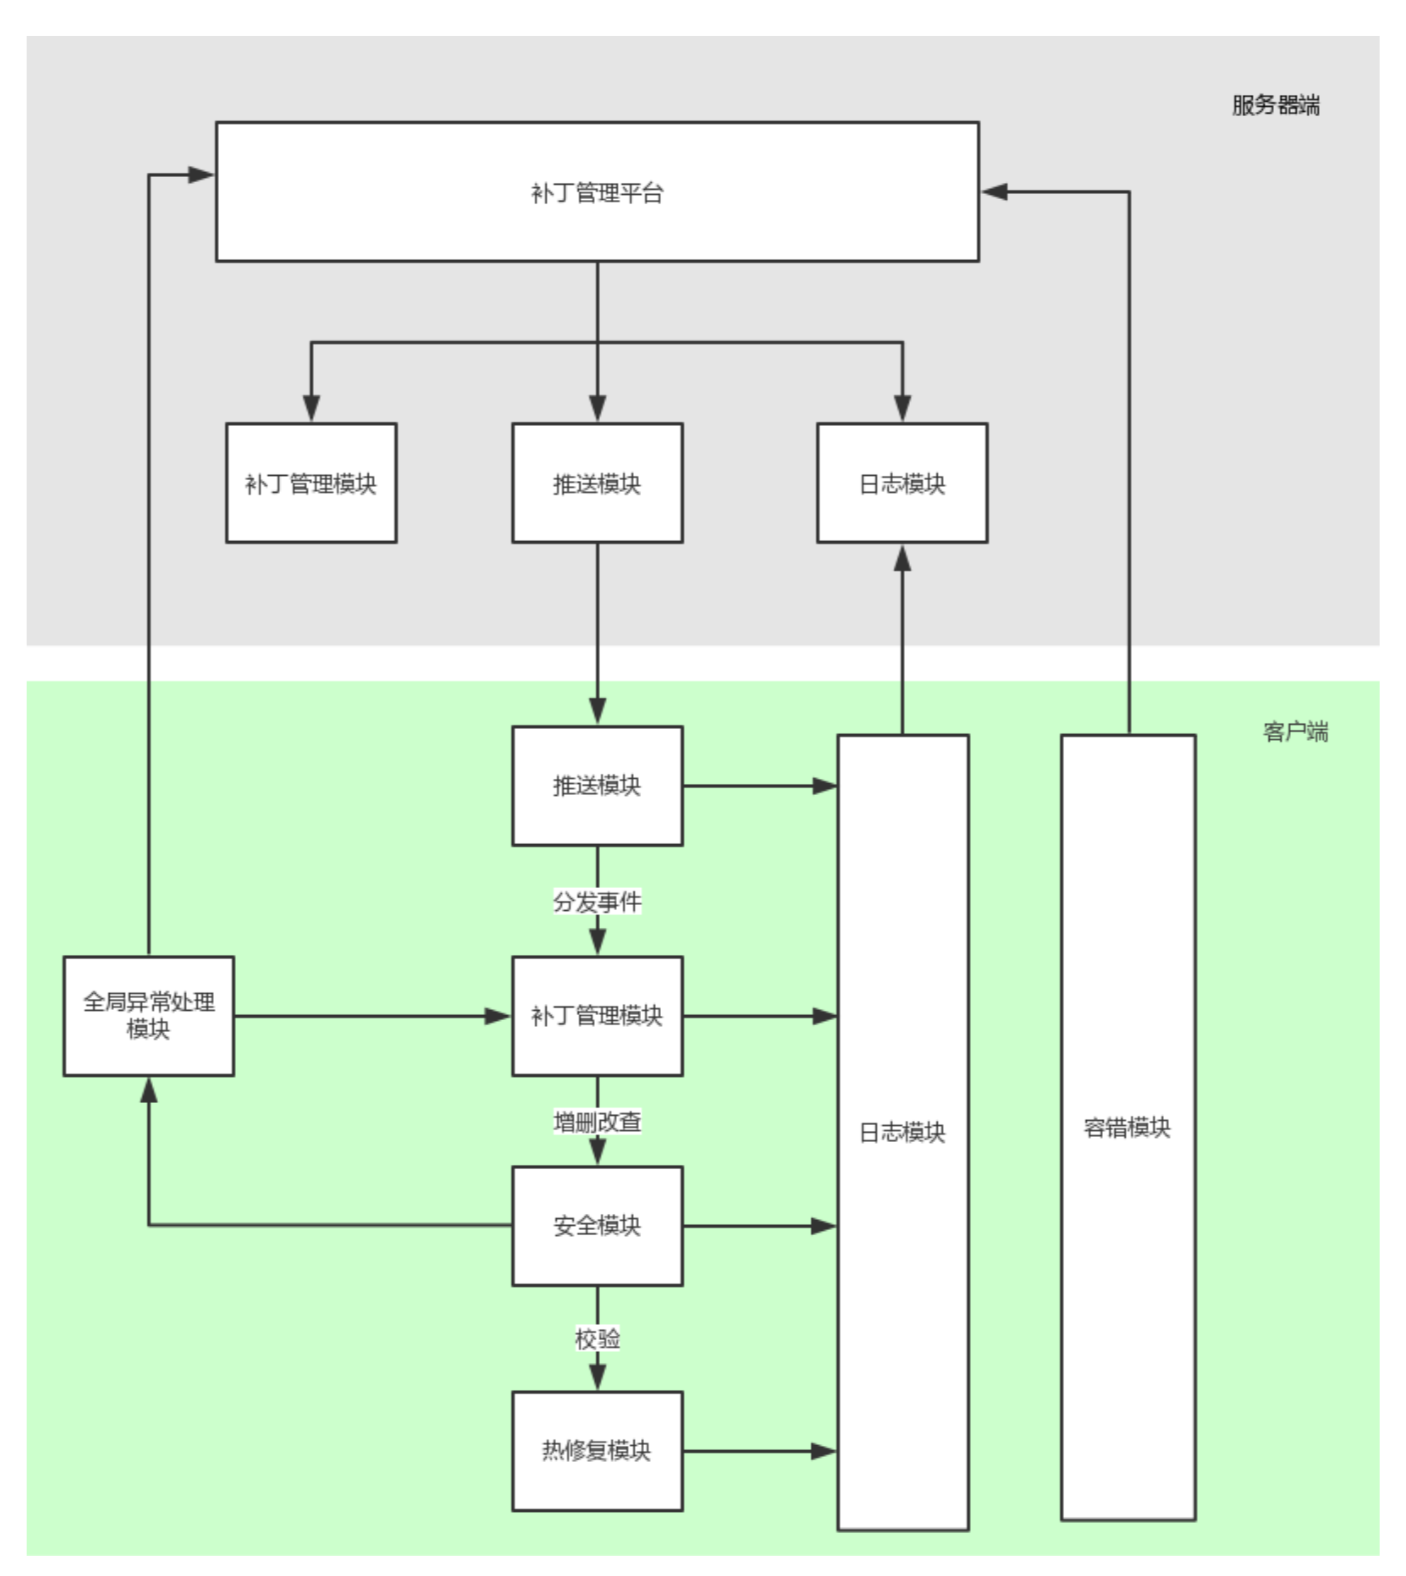 服务器端
补丁管理平台
补丁管理模块
推送模块
日志模块
客户端
推送模块
分发事件
全局异常处理
模块
补丁管理模块
增删改查
日志模块
容错模块
安全模块
校验
热修复模块